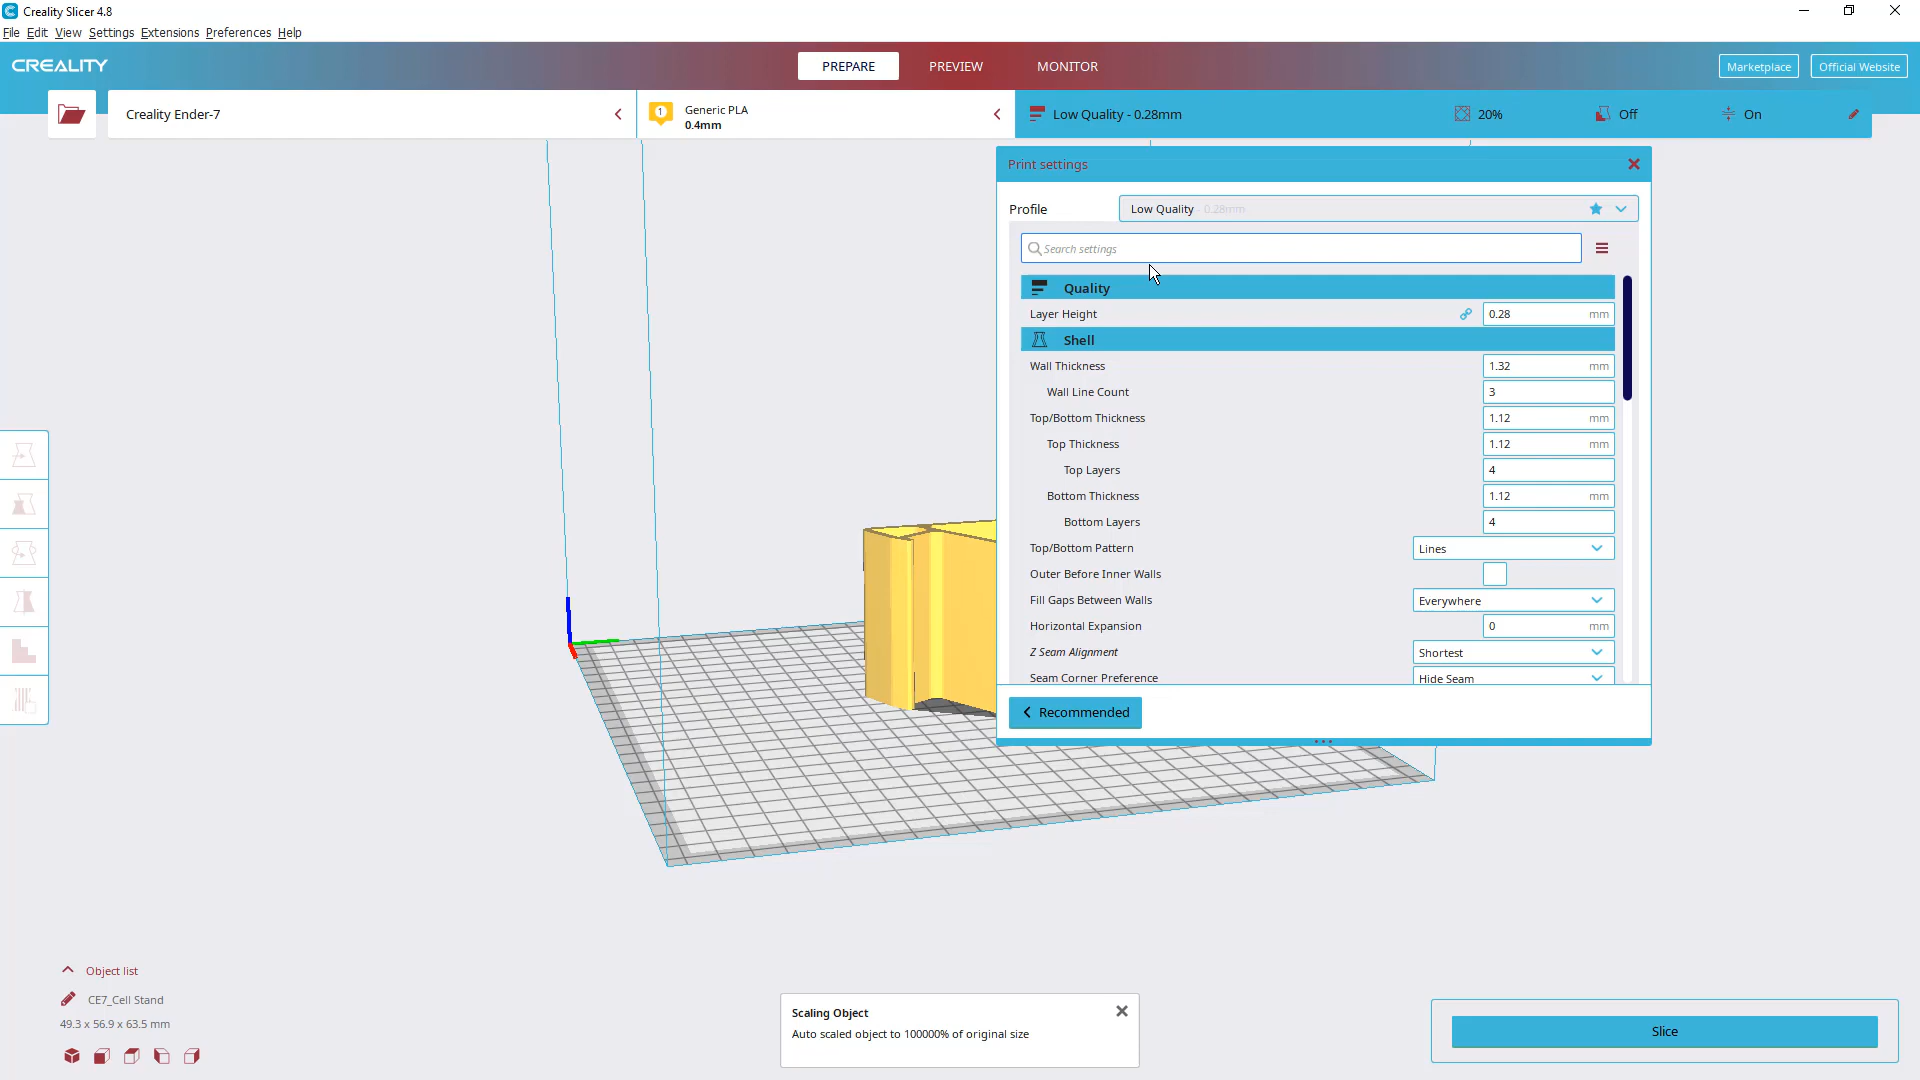 Creality Slicer 4.8
File Edit View Settings Extensions Preferences Help
CREALITY
PREPARE PREVIEW MONITOR
Marketplace Official Website
Creality Ender-7
1 Generic PLA
0.4mm
Low Quality - 0.28mm 20% Off On
Print settings
Profile Low Quality - 0.28mm
Search settings
Quality
Layer Height 0.28 mm
Shell
Wall Thickness 1.32 mm
Wall Line Count 3
Top/Bottom Thickness 1.12 mm
Top Thickness 1.12 mm
Top Layers 4
Bottom Thickness 1.12 mm
Bottom Layers 4
Top/Bottom Pattern Lines
Outer Before Inner Walls
Fill Gaps Between Walls Everywhere
Horizontal Expansion 0 mm
Z Seam Alignment Shortest
Seam Corner Preference Hide Seam
Recommended
Object list
CE7_Cell Stand
49.3 x 56.9 x 63.5 mm
Scaling Object
Auto scaled object to 100000% of original size
Slice